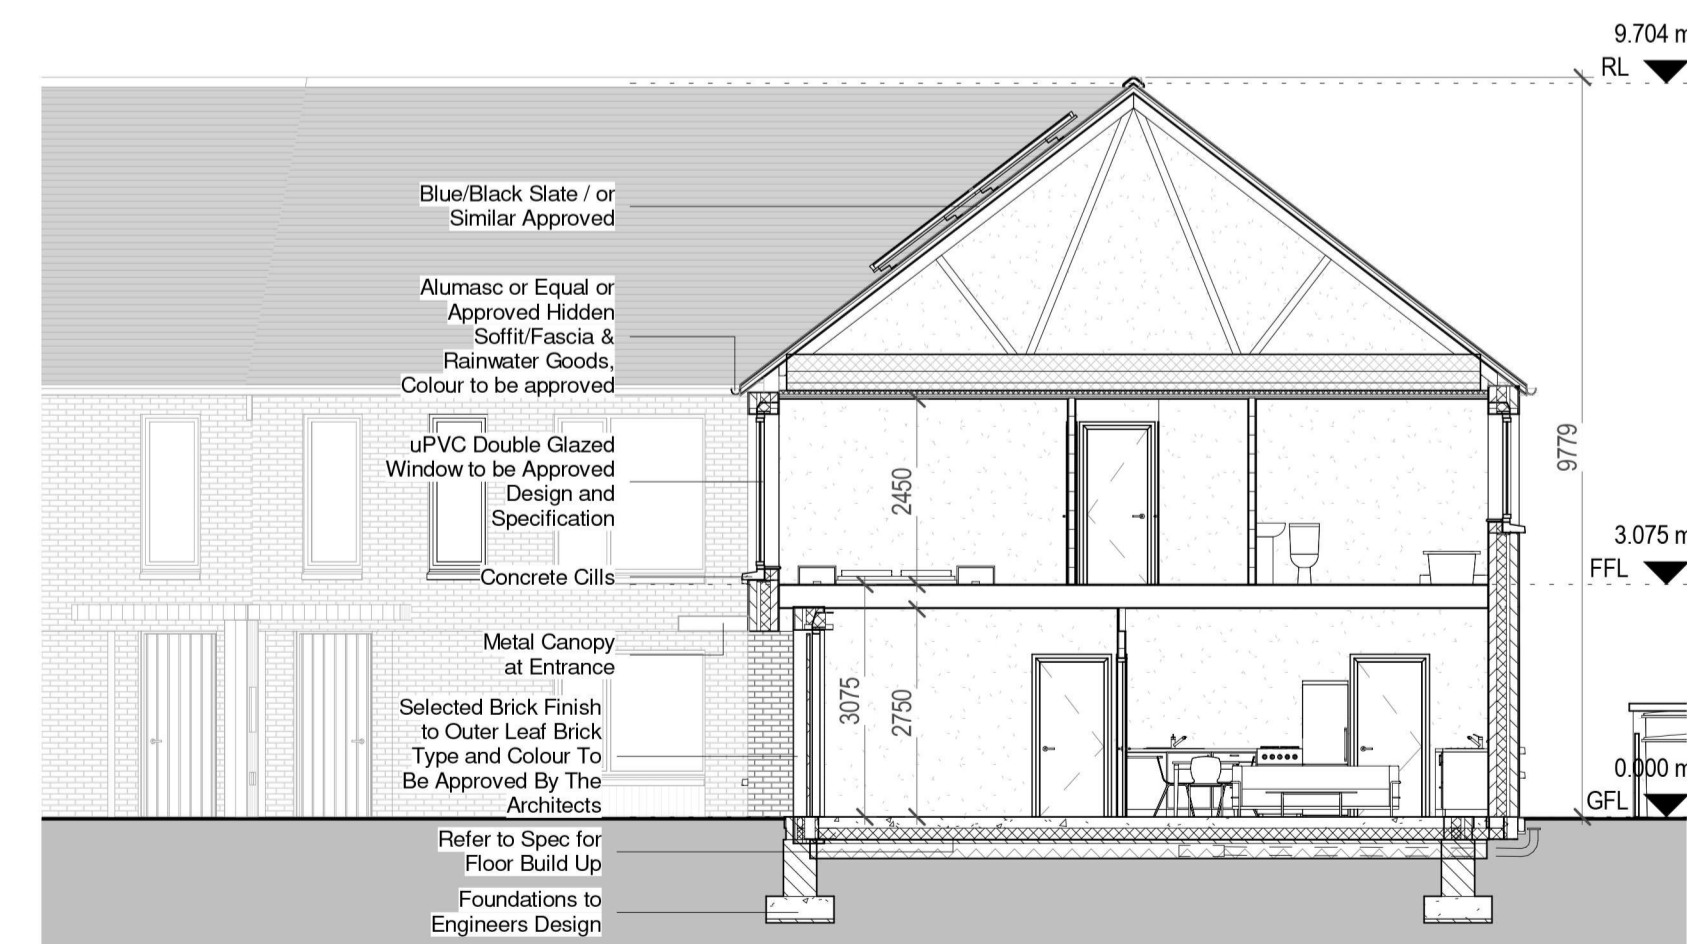 9.704 m
RL
Blue/Black Slate / or
Similar Approved
Alumasc or Equal or
Approved Hidden
Soffit/Fascia &
Rainwater Goods,
Colour to be approved
uPVC Double Glazed
Window to be Approved
Design and
Specification
2450
9779
3.075 m
FFL
Concrete Cills
Metal Canopy
at Entrance
3075
2750
Selected Brick Finish
to Outer Leaf Brick
Type and Colour To
Be Approved By The
Architects
0.000 m
GFL
Refer to Spec for
Floor Build Up
Foundations to
Engineers Design